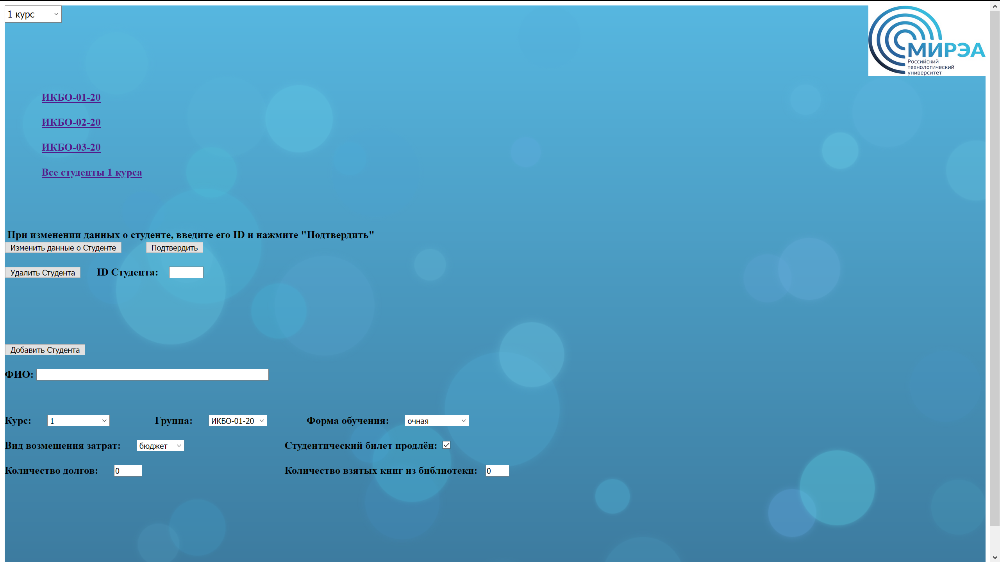 1 курс
МИРЭА
Российский
технологический
университет
ИКБО-01-20
ИКБО-02-20
ИКБО-03-20
Все студенты 1 курса
При изменении данных о студенте, введите его ID и нажмите "Подтвердить"
Изменить данные о Студенте Подтвердить
Удалить Студента ID Студента:
Добавить Студента
ФИО:
Курс: 1 Группа: ИКБО-01-20 Форма обучения: очная
Вид возмещения затрат: бюджет Студентический билет продлён:
Количество долгов: 0 Количество взятых книг из библиотеки: 0